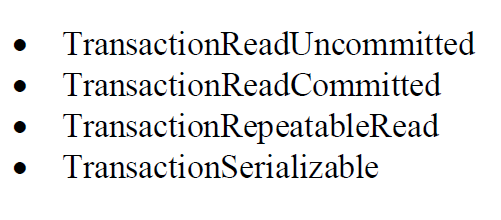 • TransactionReadUncommitted
• TransactionReadCommitted
• TransactionRepeatableRead
• TransactionSerializable